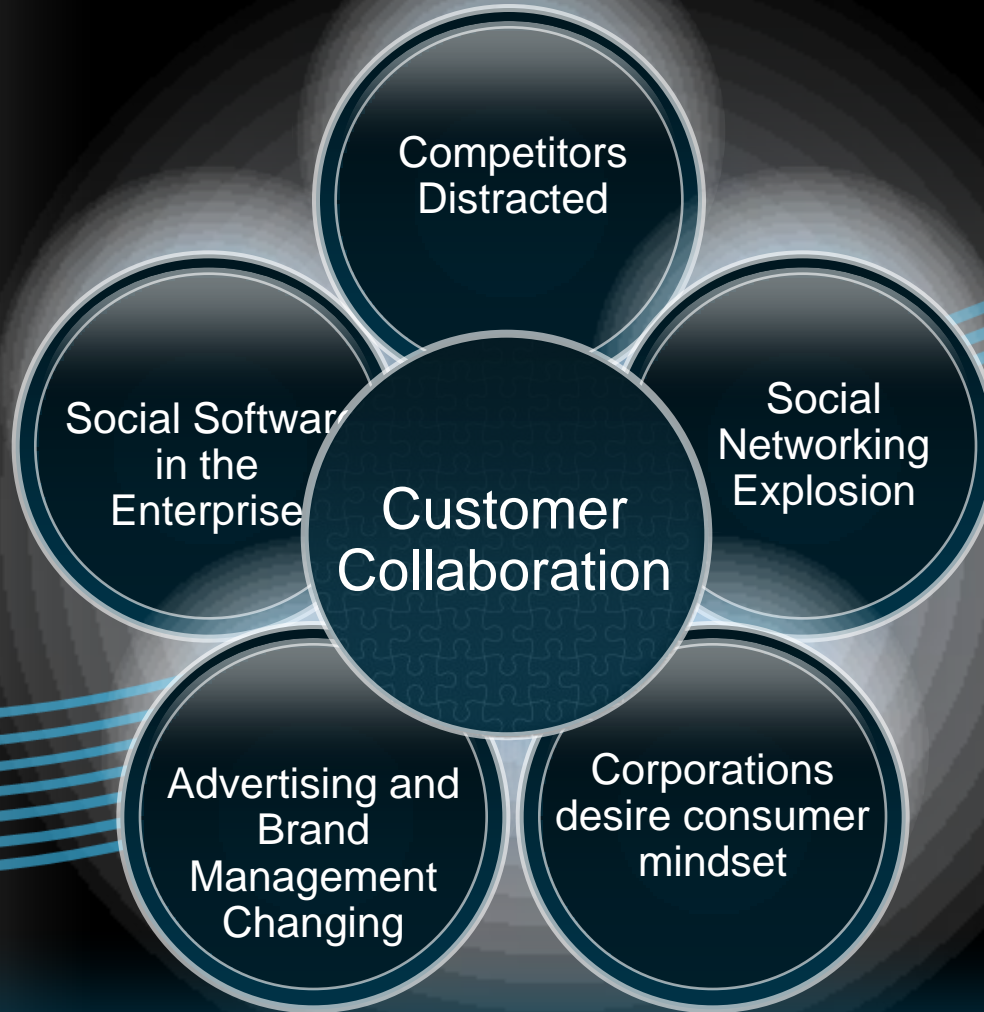 Competitors
Distracted
Social
Networking
Explosion
Corporations
desire consumer
mindset
Advertising and
Brand
Management
Changing
Social Software
in the
Enterprise
Customer
Collaboration